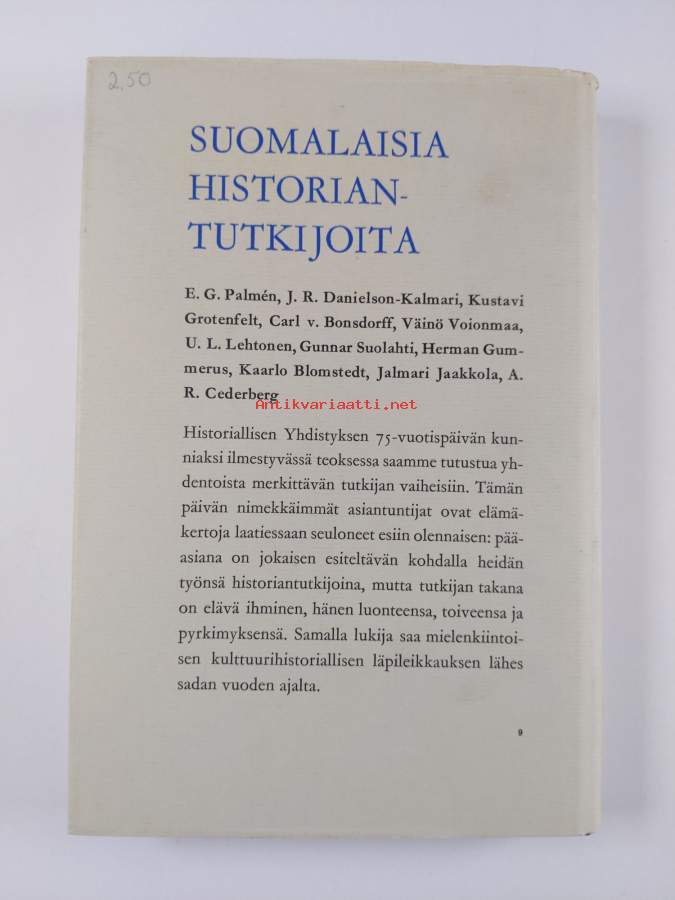 2,50
SUOMALAISIA
HISTORIAN-
TUTKIJOITA
E. G. Palmén, J. R. Danielson-Kalmari, Kustavi
Grotenfelt, Carl v. Bonsdorff, Väinö Voionmaa,
U. L. Lehtonen, Gunnar Suolahti, Herman Gum-
merus, Kaarlo Blomstedt, Jalmari Jaakkola, A.
R. Cederberg
Antikvariaatti.net
Historiallisen Yhdistyksen 75-vuotispäivän kun-
niaksi ilmestyvässä teoksessa saamme tutustua yh-
dentoista merkittävän tutkijan vaiheisiin. Tämän
päivän nimekkäimmät asiantuntijat ovat elämä-
kertoja laatiessaan seuloneet esiin olennaisen: pää-
asiana on jokaisen esiteltävän kohdalla heidän
työnsä historiantutkijoina, mutta tutkijan takana
on elävä ihminen, hänen luonteensa, toiveensa ja
pyrkimyksensä. Samalla lukija saa mielenkiintoi-
sen kulttuurihistoriallisen läpileikkauksen lähes
sadan vuoden ajalta.
9